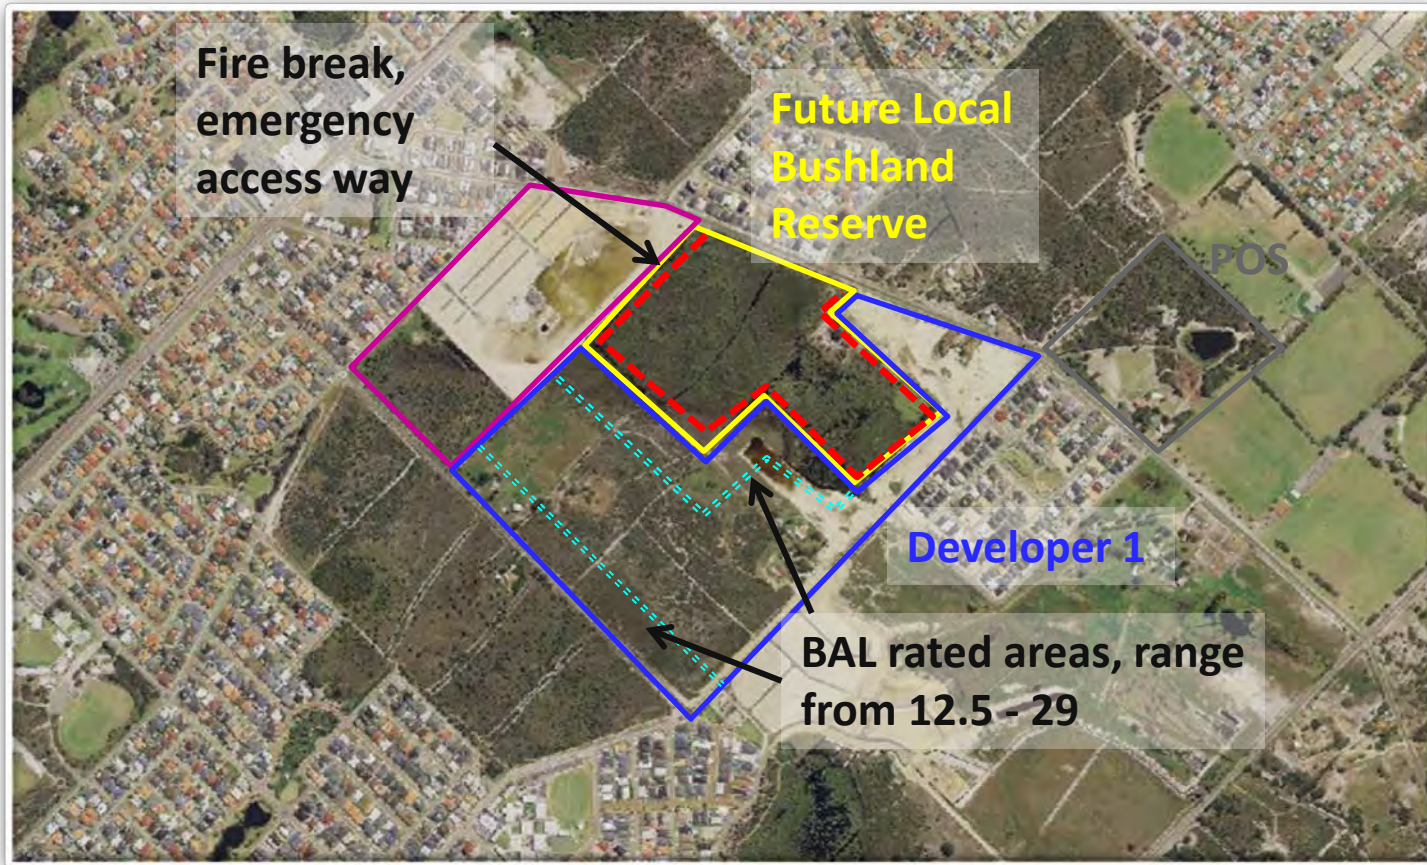 Fire break,
emergency
access way
Future Local
Bushland
Reserve
POS
Developer 1
BAL rated areas, range
from 12.5 - 29